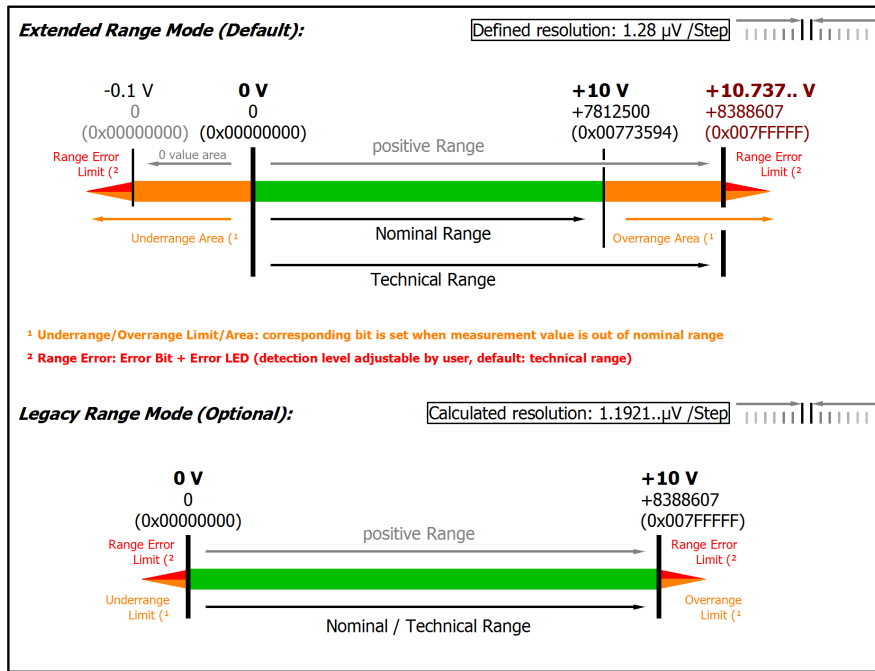 Extended Range Mode (Default):
Defined resolution: 1.28 µV /Step
-0.1 V
0
(0x00000000)
0 V
0
(0x00000000)
+10 V
+7812500
(0x00773594)
+10.737.. V
+8388607
(0x007FFFFF)
Range Error
Limit (²
0 value area
positive Range
Range Error
Limit (²
Underrange Area (¹
Nominal Range
Overrange Area (¹
Technical Range
¹ Underrange/Overrange Limit/Area: corresponding bit is set when measurement value is out of nominal range
² Range Error: Error Bit + Error LED (detection level adjustable by user, default: technical range)
Legacy Range Mode (Optional):
Calculated resolution: 1.1921..µV /Step
0 V
0
(0x00000000)
+10 V
+8388607
(0x007FFFFF)
Range Error
Limit (²
positive Range
Range Error
Limit (²
Underrange
Limit (¹
Nominal / Technical Range
Overrange
Limit (¹